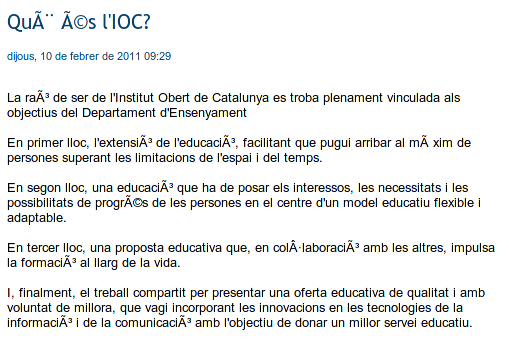 QuÃ¨ Ã©s l'IOC?
dijous, 10 de febrer de 2011 09:29
La raÃ³ de ser de l'Institut Obert de Catalunya es troba plenament vinculada als
objectius del Departament d'Ensenyament
En primer lloc, l'extensiÃ³ de l'educaciÃ³, facilitant que pugui arribar al mÃ xim de
persones superant les limitacions de l'espai i del temps.
En segon lloc, una educaciÃ³ que ha de posar els interessos, les necessitats i les
possibilitats de progrÃ©s de les persones en el centre d'un model educatiu flexible i
adaptable.
En tercer lloc, una proposta educativa que, en colÂ·laboraciÃ³ amb les altres, impulsa
la formaciÃ³ al llarg de la vida.
I, finalment, el treball compartit per presentar una oferta educativa de qualitat i amb
voluntat de millora, que vagi incorporant les innovacions en les tecnologies de la
informaciÃ³ i de la comunicaciÃ³ amb l'objectiu de donar un millor servei educatiu.